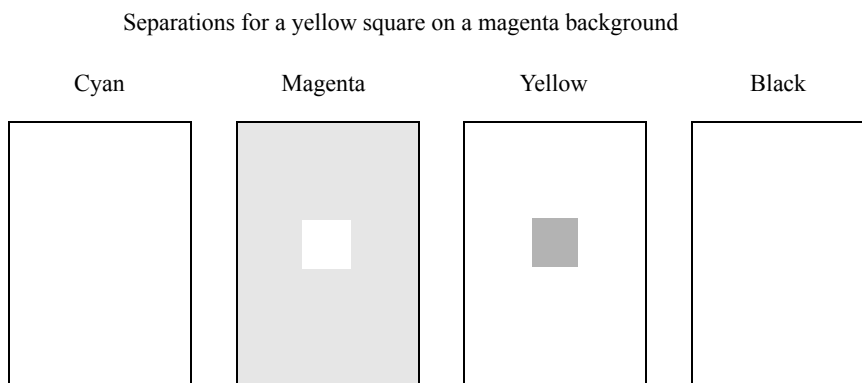 Separations for a yellow square on a magenta background
Cyan Magenta Yellow Black